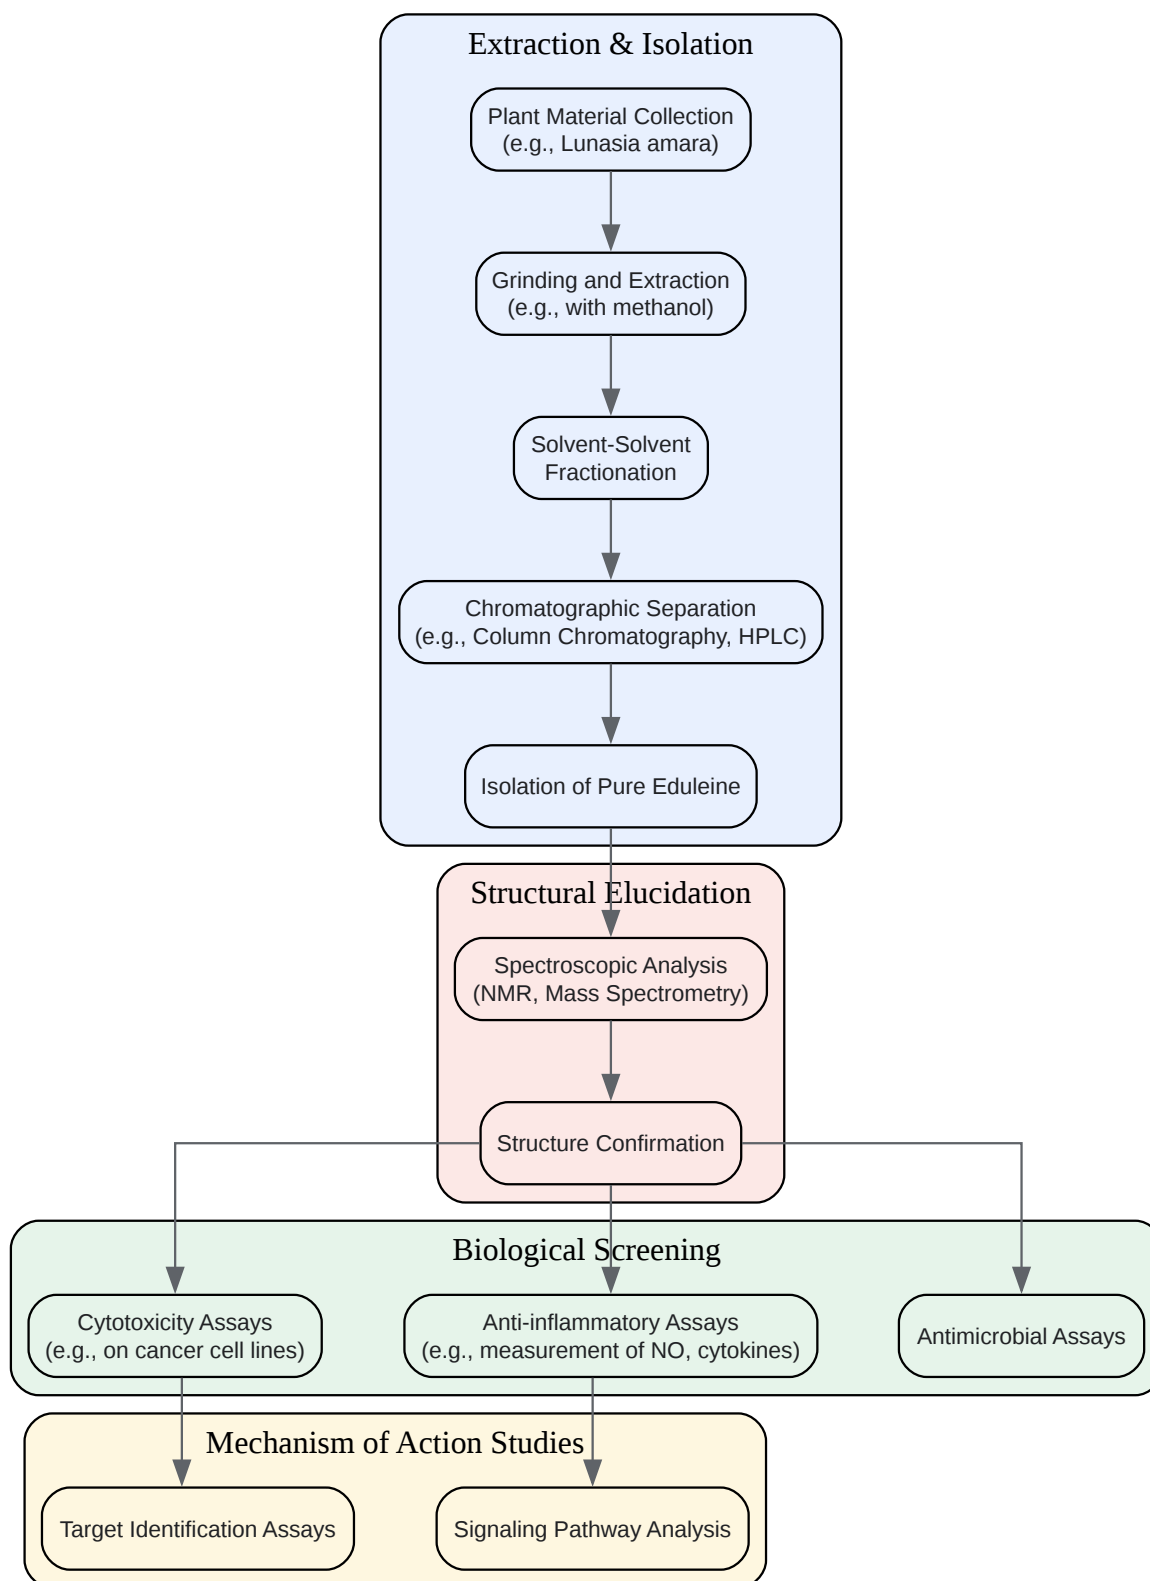 Extraction & Isolation
Plant Material Collection
(e.g., Lunasia amara)
Grinding and Extraction
(e.g., with methanol)
Solvent-Solvent
Fractionation
Chromatographic Separation
(e.g., Column Chromatography, HPLC)
Isolation of Pure Eduleine
Structural Elucidation
Spectroscopic Analysis
(NMR, Mass Spectrometry)
Structure Confirmation
Biological Screening
Cytotoxicity Assays
(e.g., on cancer cell lines)
Anti-inflammatory Assays
(e.g., measurement of NO, cytokines)
Antimicrobial Assays
Mechanism of Action Studies
Target Identification Assays
Signaling Pathway Analysis